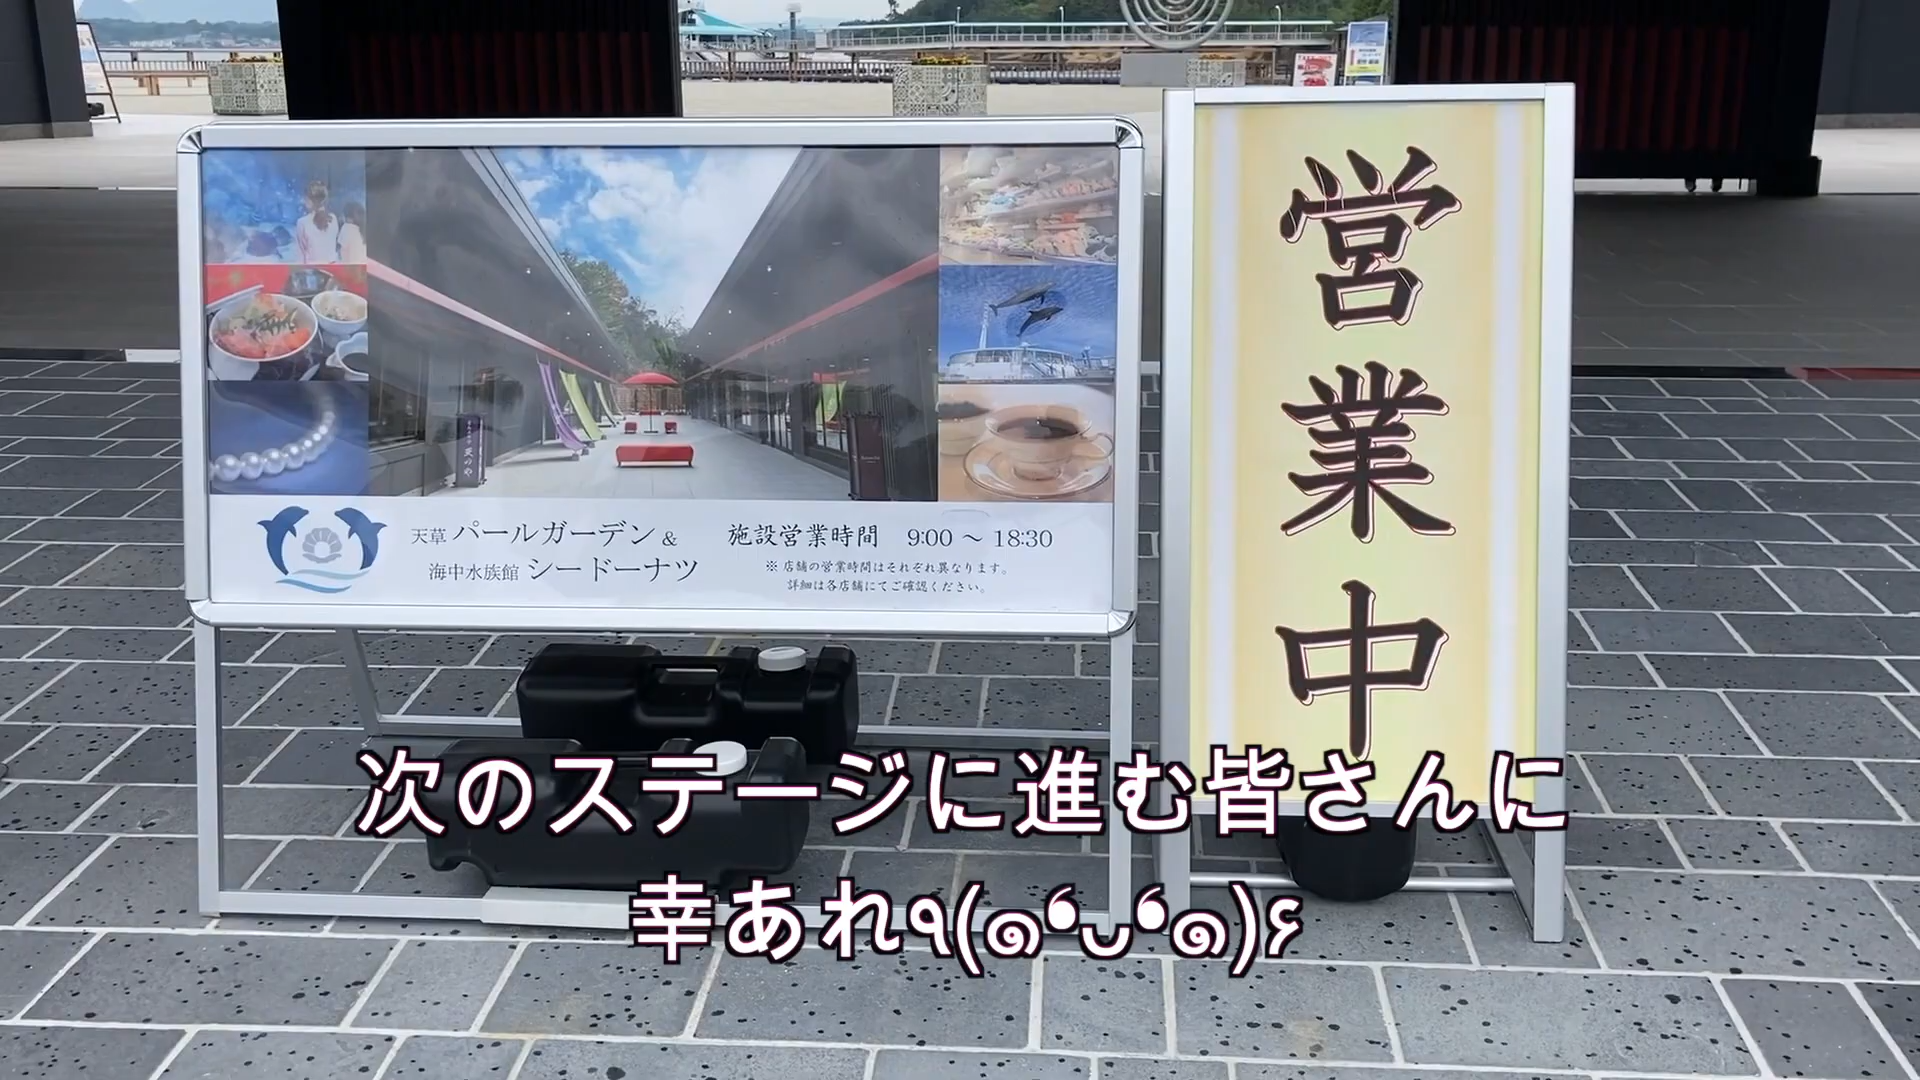 天草 パールガーデン &
海中水族館 シードーナツ
施設営業時間 9:00 ～ 18:30
※ 店舗の営業時間はそれぞれ異なります。
詳細は各店舗にてご確認ください。
営業中
次のステージに進む皆さんに
幸あれ٩(๑❛ᴗ❛๑)۶